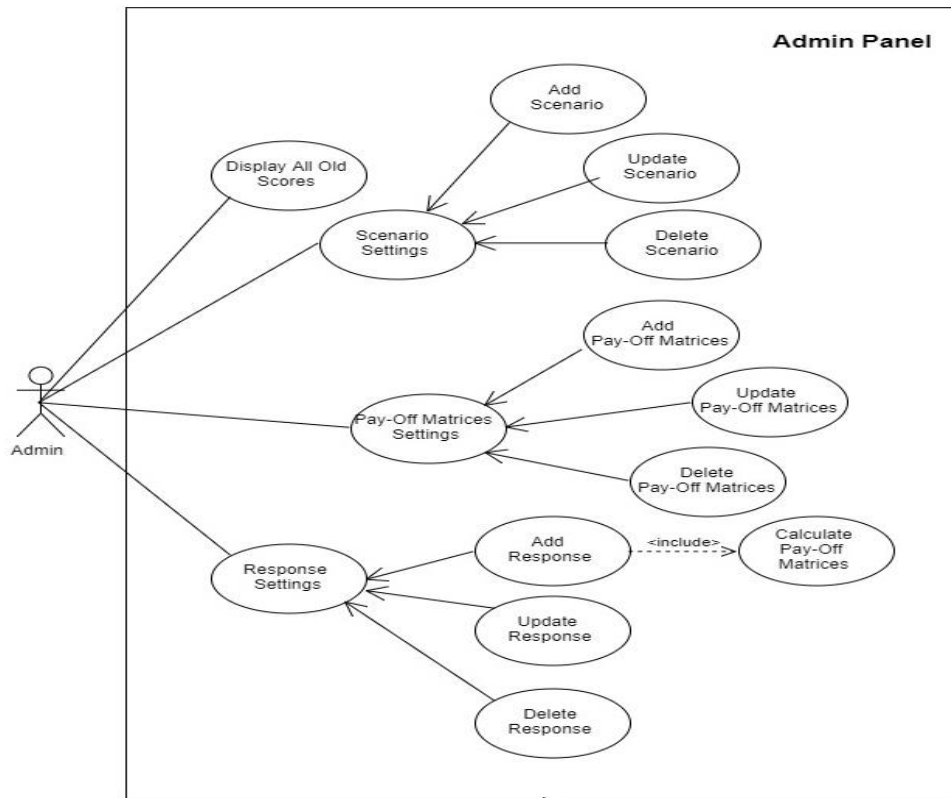 Admin Panel
Add
Scenario
Display All Old
Scores
Update
Scenario
Scenario
Settings
Delete
Scenario
Add
Pay-Off Matrices
Update
Pay-Off Matrices
Pay-Off Matrices
Settings
Delete
Pay-Off Matrices
Admin
Response
Settings
Add
Response
<include>
Calculate
Pay-Off
Matrices
Update
Response
Delete
Response